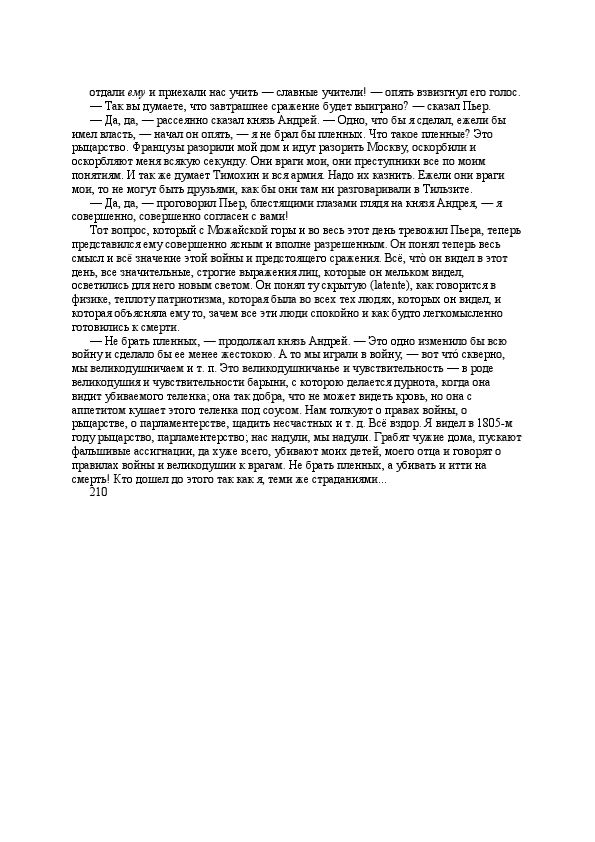 отдали ему и приехали нас учить — славные учители! — опять взвизгнул его голос.
— Так вы думаете, что завтрашнее сражение будет выиграно? — сказал Пьер.
— Да, да, — рассеянно сказал князь Андрей. — Одно, что бы я сделал, ежели бы
имел власть, — начал он опять, — я не брал бы пленных. Что такое пленные? Это
рыцарство. Французы разорили мой дом и идут разорить Москву, оскорбили и
оскорбляют меня всякую секунду. Они враги мои, они преступники все по моим
понятиям. И так же думает Тимохин и вся армия. Надо их казнить. Ежели они враги
мои, то не могут быть друзьями, как бы они там ни разговаривали в Тильзите.
— Да, да, — проговорил Пьер, блестящими глазами глядя на князя Андрея, — я
совершенно, совершенно согласен с вами!
Тот вопрос, который с Можайской горы и во весь этот день тревожил Пьера, теперь
представился ему совершенно ясным и вполне разрешенным. Он понял теперь весь
смысл и всё значение этой войны и предстоящего сражения. Всё, что̀ он видел в этот
день, все значительные, строгие выражения лиц, которые он мельком видел,
осветились для него новым светом. Он понял ту скрытую (latente), как говорится в
физике, теплоту патриотизма, которая была во всех тех людях, которых он видел, и
которая объясняла ему то, зачем все эти люди спокойно и как будто легкомысленно
готовились к смерти.
— Не брать пленных, — продолжал князь Андрей. — Это одно изменило бы всю
войну и сделало бы ее менее жестокою. А то мы играли в войну, — вот что́ скверно,
мы великодушничаем и т. п. Это великодушничанье и чувствительность — в роде
великодушия и чувствительности барыни, с которою делается дурнота, когда она
видит убиваемого теленка; она так добра, что не может видеть кровь, но она с
аппетитом кушает этого теленка под соусом. Нам толкуют о правах войны, о
рыцарстве, о парламентерстве, щадить несчастных и т. д. Всё вздор. Я видел в 1805-м
году рыцарство, парламентерство; нас надули, мы надули. Грабят чужие дома, пускают
фальшивые ассигнации, да хуже всего, убивают моих детей, моего отца и говорят о
правилах войны и великодушии к врагам. Не брать пленных, а убивать и итти на
смерть! Кто дошел до этого так как я, теми же страданиями...
210